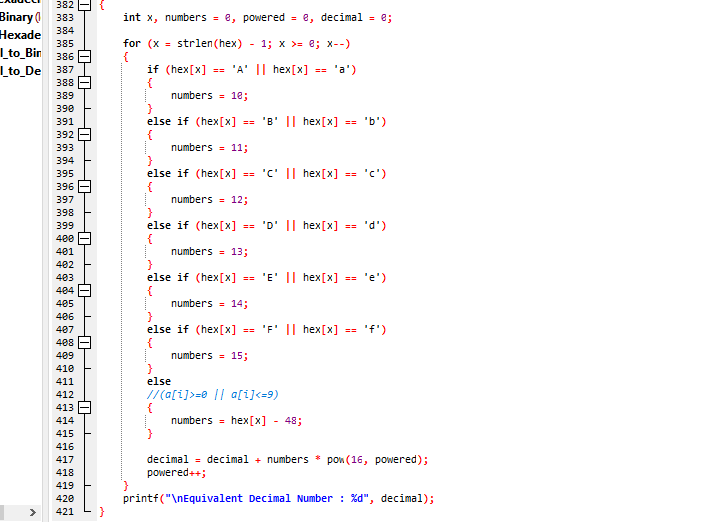 Binary (
Hexade
l_to_Bin
l_to_De
382 {
383 int x, numbers = 0, powered = 0, decimal = 0;
384
385 for (x = strlen(hex) - 1; x >= 0; x--)
386 {
387 if (hex[x] == 'A' || hex[x] == 'a')
388 {
389 numbers = 10;
390 }
391 else if (hex[x] == 'B' || hex[x] == 'b')
392 {
393 numbers = 11;
394 }
395 else if (hex[x] == 'C' || hex[x] == 'c')
396 {
397 numbers = 12;
398 }
399 else if (hex[x] == 'D' || hex[x] == 'd')
400 {
401 numbers = 13;
402 }
403 else if (hex[x] == 'E' || hex[x] == 'e')
404 {
405 numbers = 14;
406 }
407 else if (hex[x] == 'F' || hex[x] == 'f')
408 {
409 numbers = 15;
410 }
411 else
412 //(a[i]>=0 || a[i]<=9)
413 {
414 numbers = hex[x] - 48;
415 }
416
417 decimal = decimal + numbers * pow(16, powered);
418 powered++;
419 }
420 printf("\nEquivalent Decimal Number : %d", decimal);
421 }